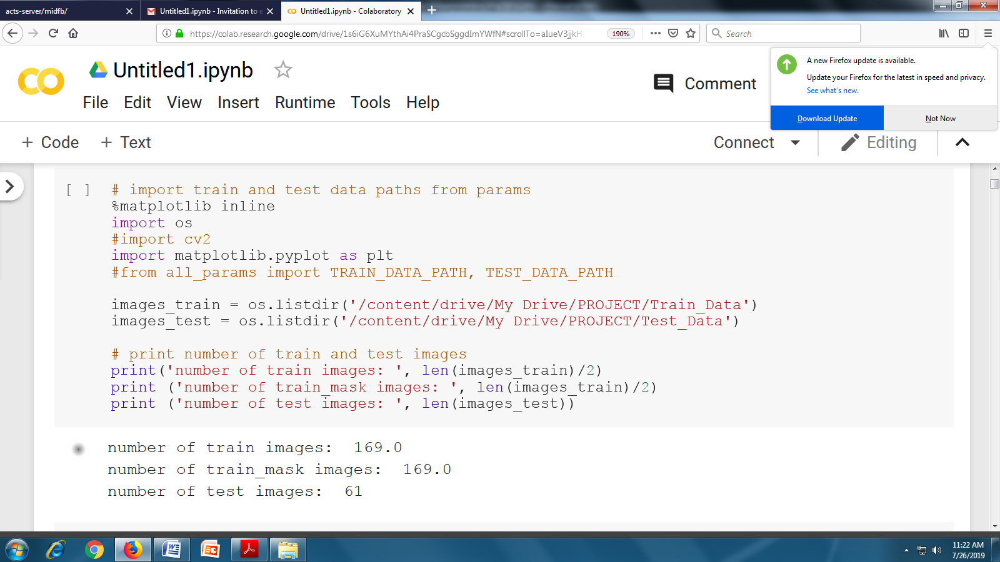 acts-server/midfb/
Untitled1.ipynb - Invitation to e
Untitled1.ipynb - Colaboratory
https://colab.research.google.com/drive/1s6iG6XuMYthAi4PraSCgcbSggdImYWfN#scrollTo=aIueV3jjkH
190%
Search
A new Firefox update is available.
Update your Firefox for the latest in speed and privacy.
See what's new.
Download Update
Not Now
Untitled1.ipynb
Comment
File Edit View Insert Runtime Tools Help
+ Code + Text
Connect
Editing
[ ] # import train and test data paths from params
%matplotlib inline
import os
#import cv2
import matplotlib.pyplot as plt
#from all_params import TRAIN_DATA_PATH, TEST_DATA_PATH
images_train = os.listdir('/content/drive/My Drive/PROJECT/Train_Data')
images_test = os.listdir('/content/drive/My Drive/PROJECT/Test_Data')
# print number of train and test images
print('number of train images: ', len(images_train)/2)
print ('number of train_mask images: ', len(images_train)/2)
print ('number of test images: ', len(images_test))
number of train images:  169.0
number of train_mask images:  169.0
number of test images:  61
11:22 AM
7/26/2019